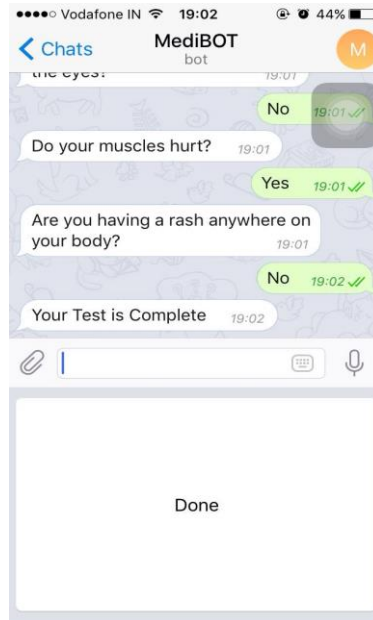 Vodafone IN 19:02 44%
Chats MediBOT M
bot
the eyes? 19:01
No 19:01
Do your muscles hurt? 19:01
Yes 19:01
Are you having a rash anywhere on
your body? 19:01
No 19:02
Your Test is Complete 19:02
Done